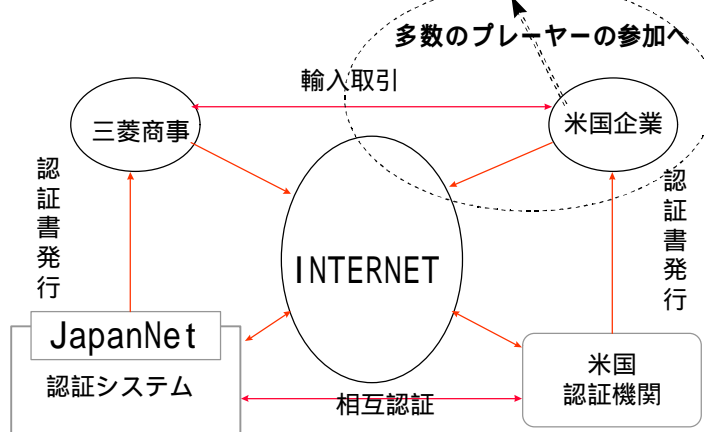 多数のプレーヤーの参加へ
輸入取引
三菱商事
米国企業
認証書発行
認証書発行
INTERNET
JapanNet
認証システム
米国
認証機関
相互認証